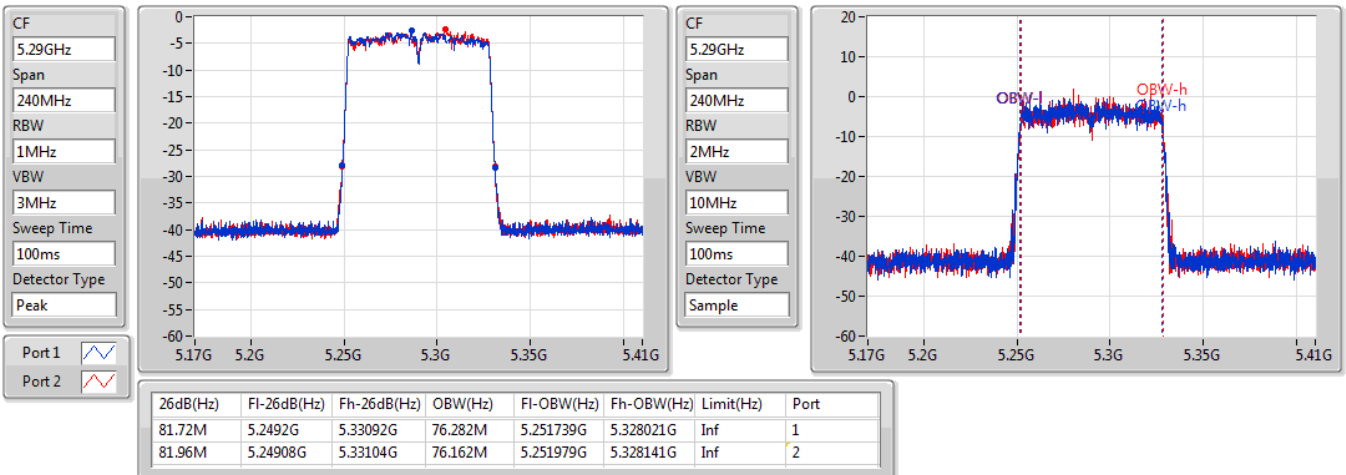 CF
5.29GHz
Span
240MHz
RBW
1MHz
VBW
3MHz
Sweep Time
100ms
Detector Type
Peak
Port 1
Port 2
0
-5
-10
-15
-20
-25
-30
-35
-40
-45
-50
-55
-60
5.17G 5.2G 5.25G 5.3G 5.35G 5.41G
CF
5.29GHz
Span
240MHz
RBW
2MHz
VBW
10MHz
Sweep Time
100ms
Detector Type
Sample
20
10
0
-10
-20
-30
-40
-50
-60
OBW-l
OBW-h
OBW-h
5.17G 5.2G 5.25G 5.3G 5.35G 5.41G
26dB(Hz) Fl-26dB(Hz) Fh-26dB(Hz) OBW(Hz) Fl-OBW(Hz) Fh-OBW(Hz) Limit(Hz) Port
81.72M 5.2492G 5.33092G 76.282M 5.251739G 5.328021G Inf 1
81.96M 5.24908G 5.33104G 76.162M 5.251979G 5.328141G Inf 2